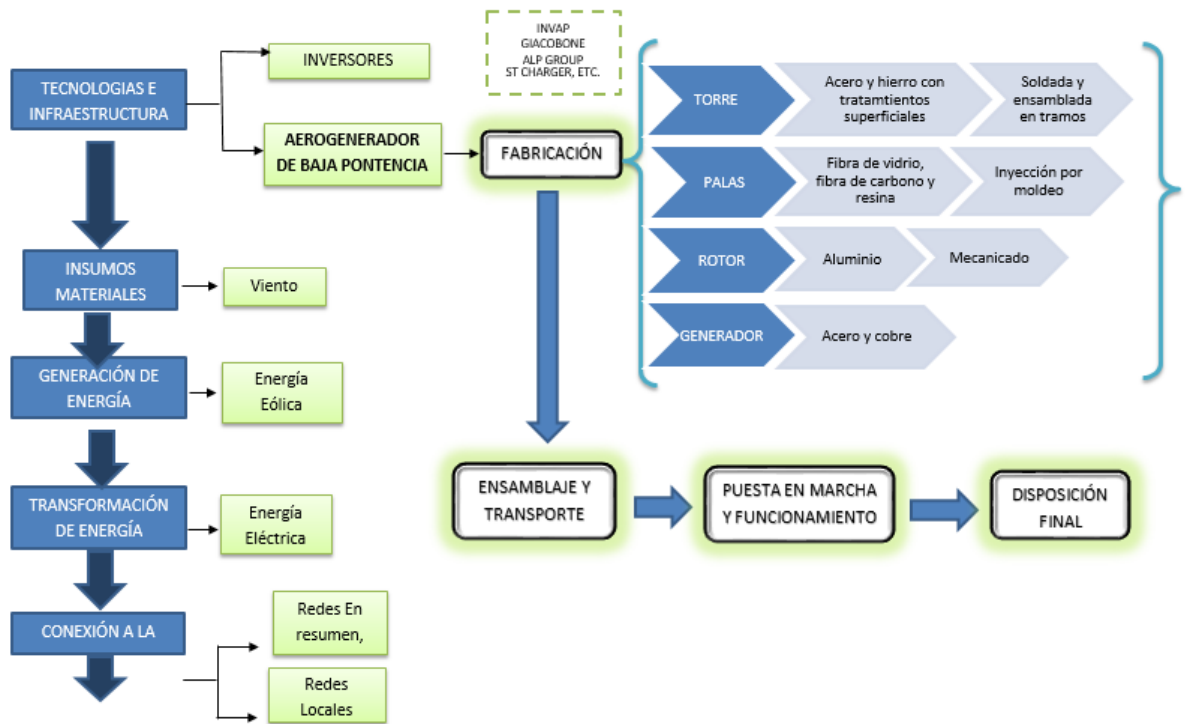 INVAP
GIACOBONE
ALP GROUP
ST CHARGER, ETC.
TECNOLOGIAS E
INFRAESTRUCTURA
INVERSORES
AEROGENERADOR
DE BAJA PONTENCIA
FABRICACIÓN
TORRE
Acero y hierro con
tratamtientos
superficiales
Soldada y
ensamblada
en tramos
PALAS
Fibra de vidrio,
fibra de carbono y
resina
Inyección por
moldeo
ROTOR
Aluminio
Mecanicado
GENERADOR
Acero y cobre
INSUMOS
MATERIALES
Viento
GENERACIÓN DE
ENERGÍA
Energía
Eólica
TRANSFORMACIÓN
DE ENERGÍA
Energía
Eléctrica
ENSAMBLAJE Y
TRANSPORTE
PUESTA EN MARCHA
Y FUNCIONAMIENTO
DISPOSICIÓN
FINAL
CONEXIÓN A LA
Redes En
resumen,
Redes
Locales